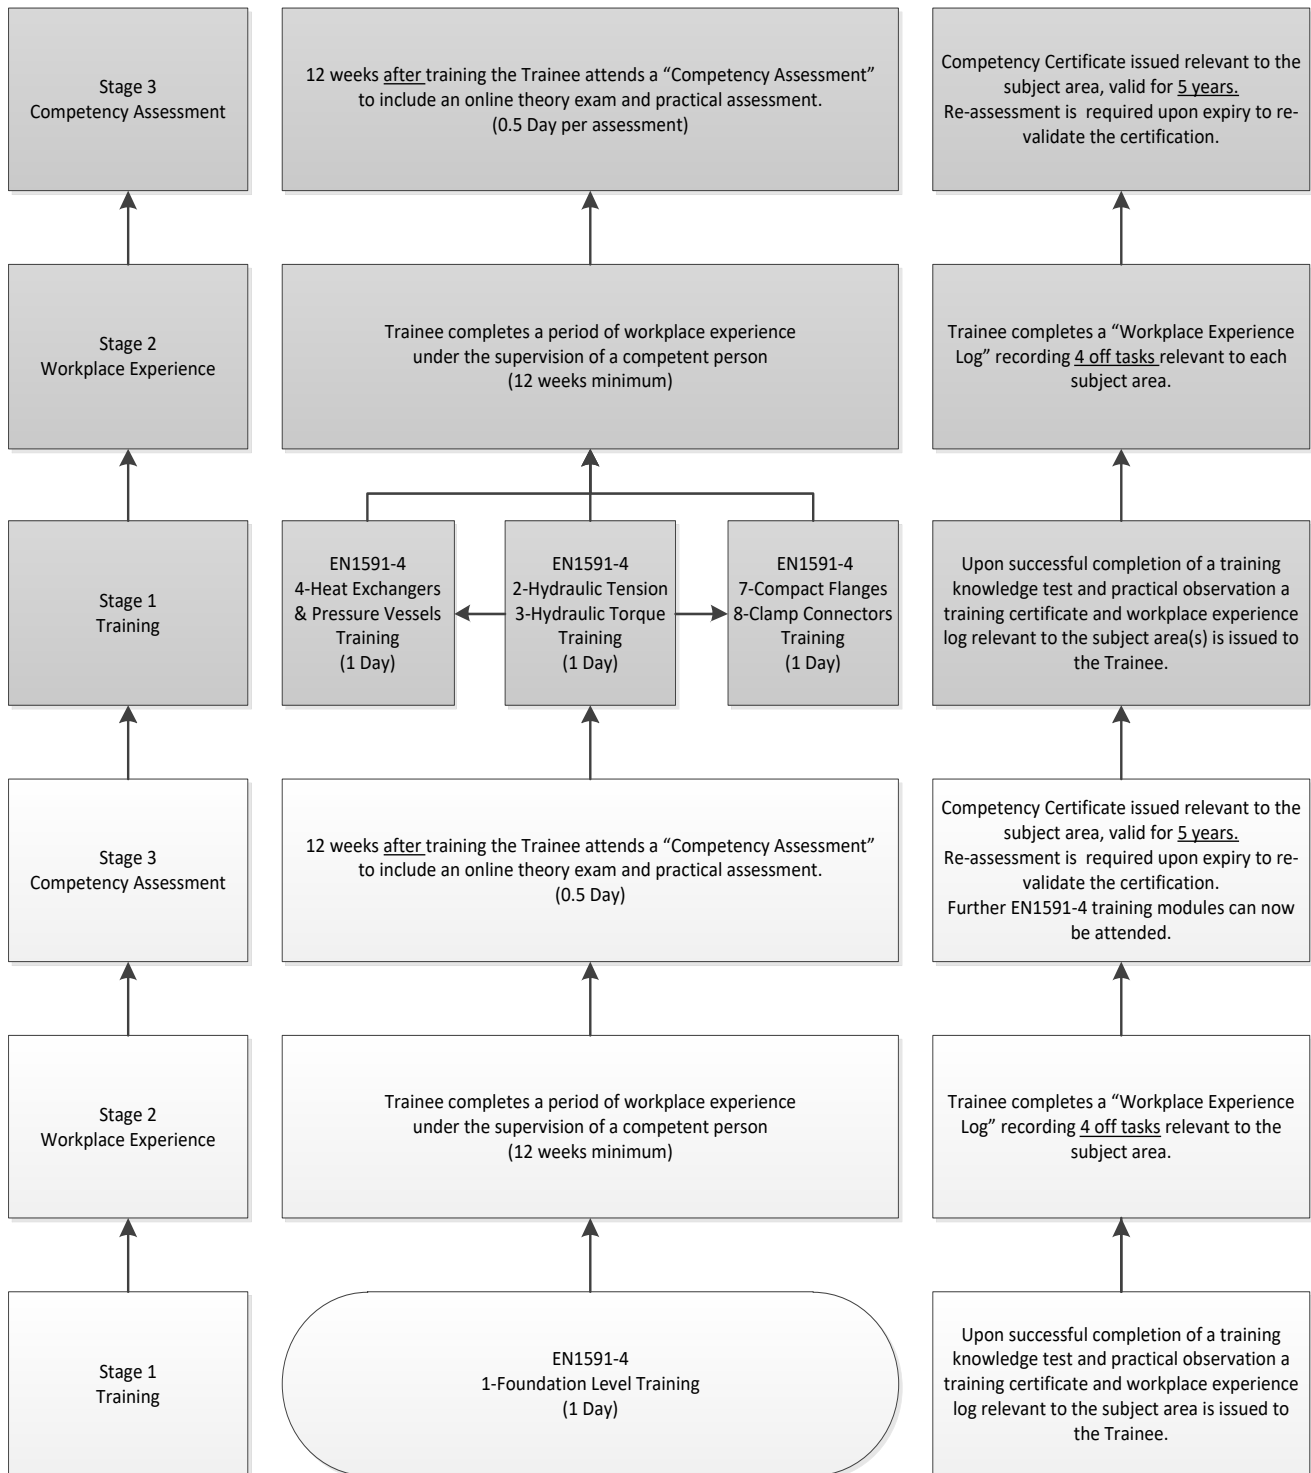 Stage 3
Competency Assessment
12 weeks after training the Trainee attends a “Competency Assessment”
to include an online theory exam and practical assessment.
(0.5 Day per assessment)
Competency Certificate issued relevant to the
subject area, valid for 5 years.
Re-assessment is required upon expiry to re-
validate the certification.
Stage 2
Workplace Experience
Trainee completes a period of workplace experience
under the supervision of a competent person
(12 weeks minimum)
Trainee completes a “Workplace Experience
Log” recording 4 off tasks relevant to each
subject area.
Stage 1
Training
EN1591-4
4-Heat Exchangers
& Pressure Vessels
Training
(1 Day)
EN1591-4
2-Hydraulic Tension
3-Hydraulic Torque
Training
(1 Day)
EN1591-4
7-Compact Flanges
8-Clamp Connectors
Training
(1 Day)
Upon successful completion of a training
knowledge test and practical observation a
training certificate and workplace experience
log relevant to the subject area(s) is issued to
the Trainee.
Stage 3
Competency Assessment
12 weeks after training the Trainee attends a “Competency Assessment”
to include an online theory exam and practical assessment.
(0.5 Day)
Competency Certificate issued relevant to the
subject area, valid for 5 years.
Re-assessment is required upon expiry to re-
validate the certification.
Further EN1591-4 training modules can now
be attended.
Stage 2
Workplace Experience
Trainee completes a period of workplace experience
under the supervision of a competent person
(12 weeks minimum)
Trainee completes a “Workplace Experience
Log” recording 4 off tasks relevant to the
subject area.
Stage 1
Training
EN1591-4
1-Foundation Level Training
(1 Day)
Upon successful completion of a training
knowledge test and practical observation a
training certificate and workplace experience
log relevant to the subject area is issued to
the Trainee.